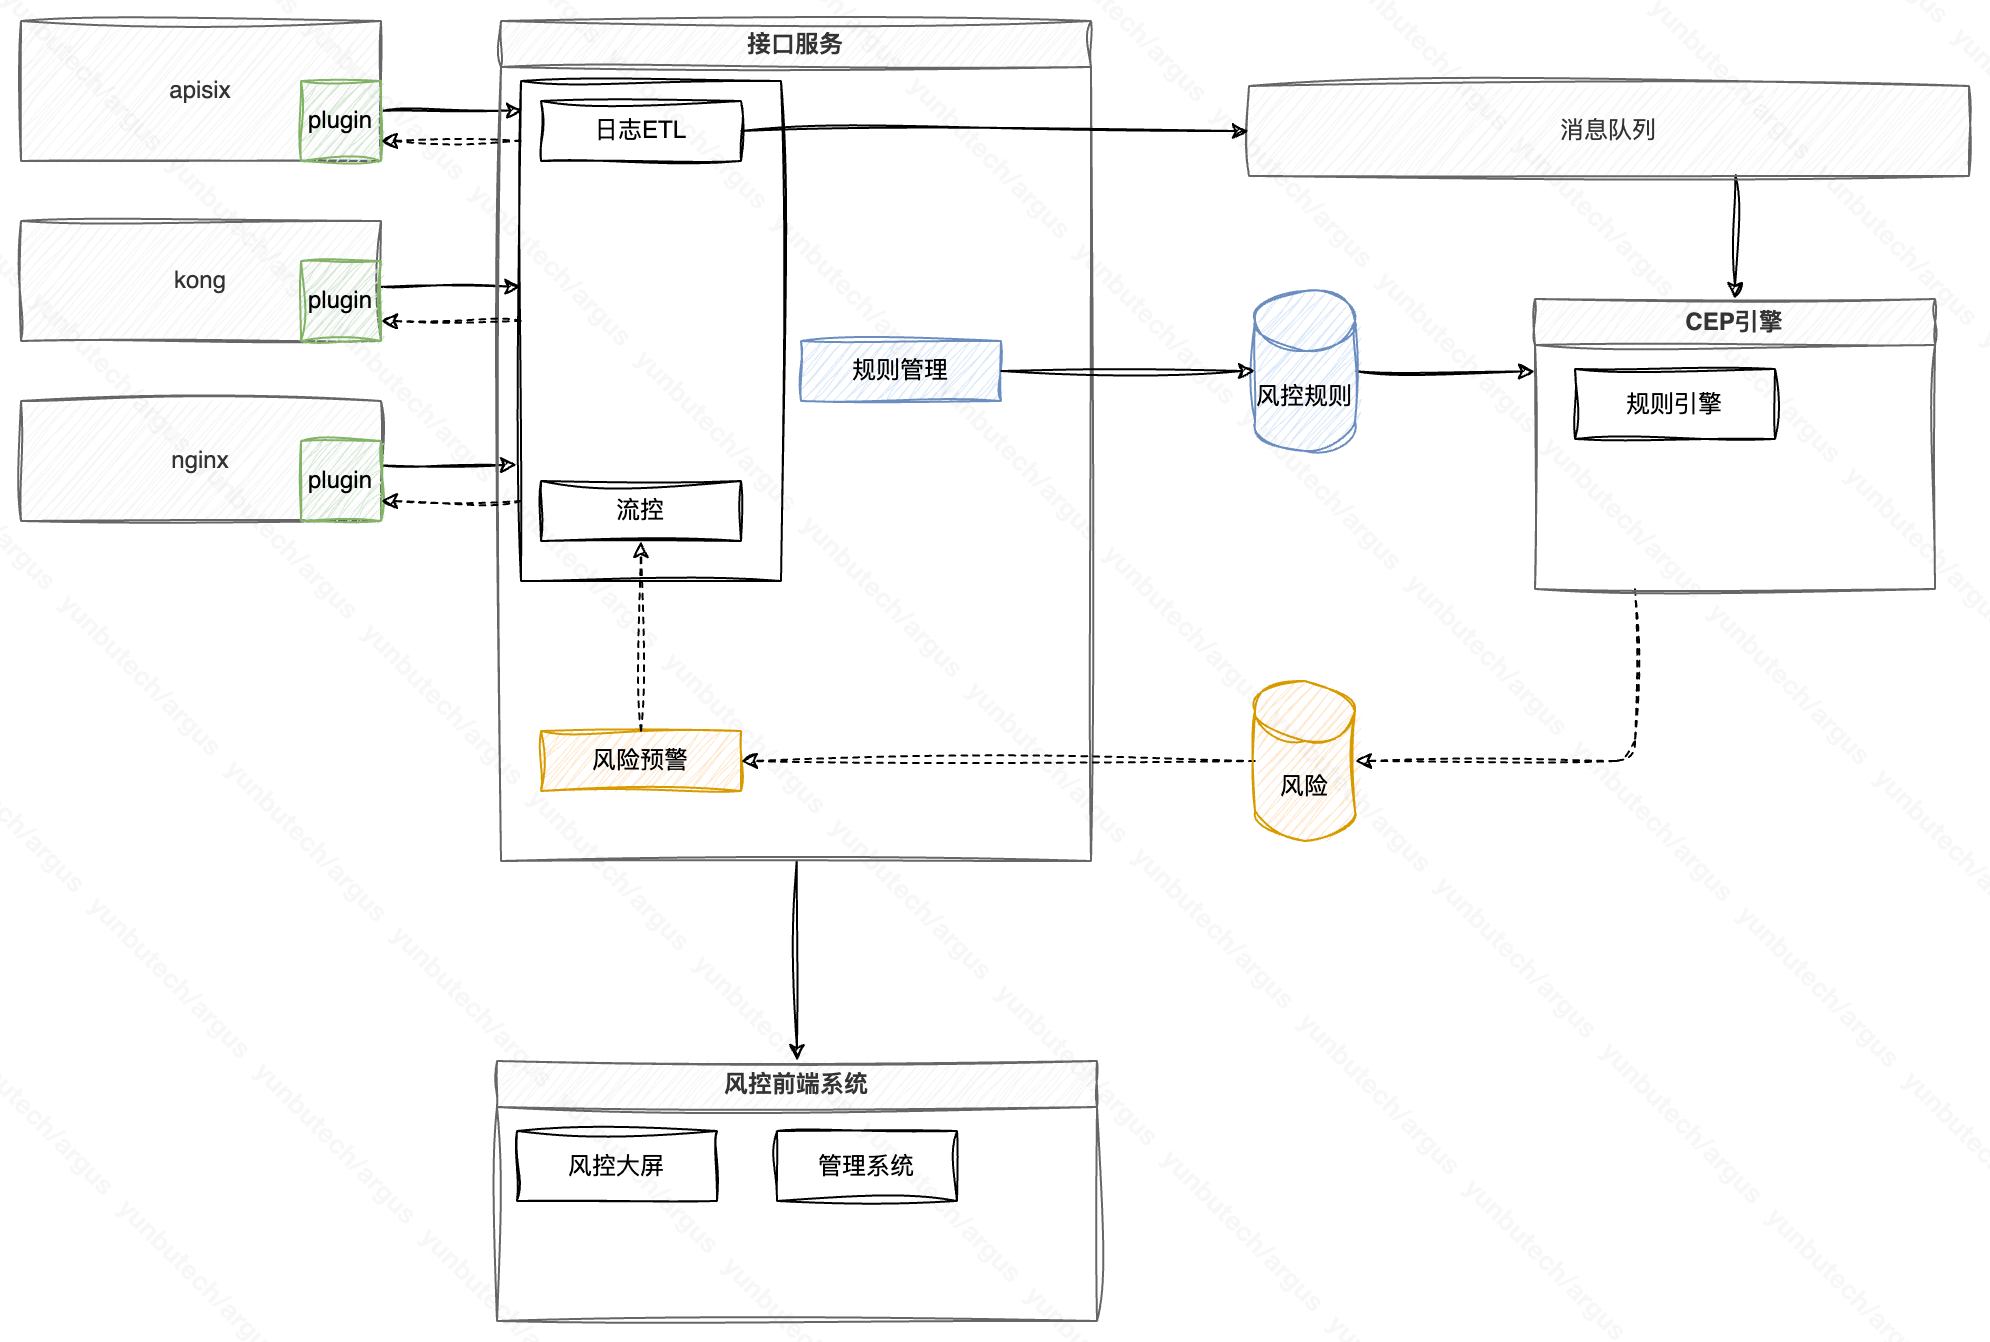 接口服务
apisix
plugin
日志ETL
消息队列
kong
plugin
CEP引擎
规则管理
风控规则
规则引擎
nginx
plugin
流控
风险预警
风险
风控前端系统
风控大屏
管理系统
yunbutech/argus